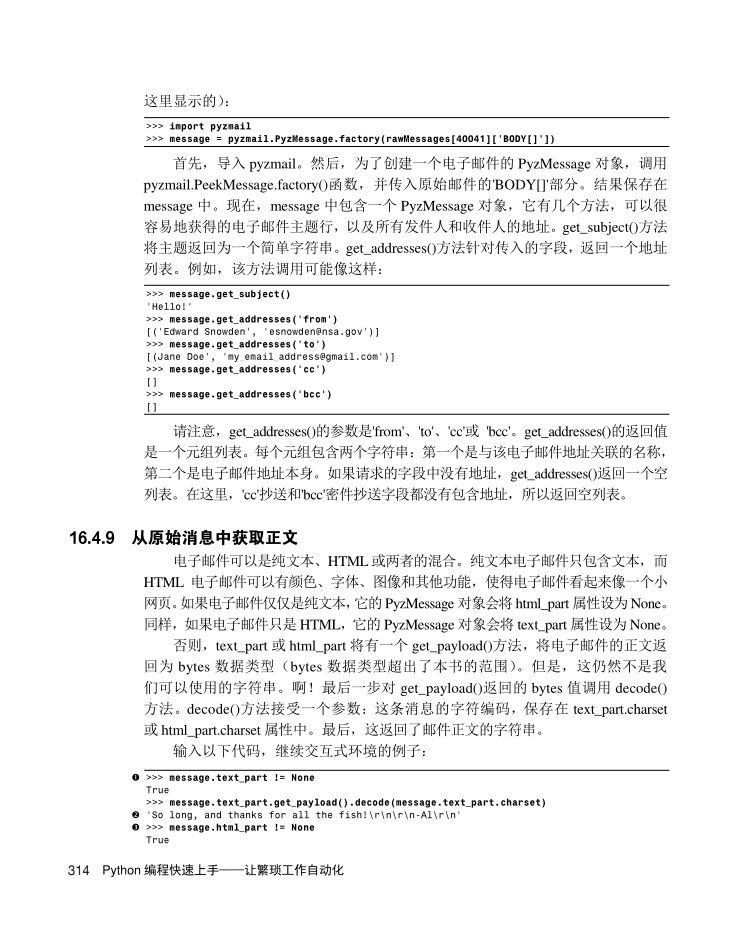 这里显示的）：
>>> import pyzmail
>>> message = pyzmail.PyzMessage.factory(rawMessages[40041]['BODY[]'])
首先，导入 pyzmail。然后，为了创建一个电子邮件的 PyzMessage 对象，调用
pyzmail.PeekMessage.factory()函数，并传入原始邮件的'BODY[]'部分。结果保存在
message 中。现在，message 中包含一个 PyzMessage 对象，它有几个方法，可以很
容易地获得的电子邮件主题行，以及所有发件人和收件人的地址。get_subject()方法
将主题返回为一个简单字符串。get_addresses()方法针对传入的字段，返回一个地址
列表。例如，该方法调用可能像这样：
>>> message.get_subject()
'Hello!'
>>> message.get_addresses('from')
[('Edward Snowden', 'esnowden@nsa.gov')]
>>> message.get_addresses('to')
[(Jane Doe', 'my_email_address@gmail.com')]
>>> message.get_addresses('cc')
[]
>>> message.get_addresses('bcc')
[]
请注意，get_addresses()的参数是'from'、'to'、'cc'或 'bcc'。get_addresses()的返回值
是一个元组列表。每个元组包含两个字符串：第一个是与该电子邮件地址关联的名称，
第二个是电子邮件地址本身。如果请求的字段中没有地址，get_addresses()返回一个空
列表。在这里，'cc'抄送和'bcc'密件抄送字段都没有包含地址，所以返回空列表。
16.4.9 从原始消息中获取正文
电子邮件可以是纯文本、HTML 或两者的混合。纯文本电子邮件只包含文本，而
HTML 电子邮件可以有颜色、字体、图像和其他功能，使得电子邮件看起来像一个小
网页。如果电子邮件仅仅是纯文本，它的 PyzMessage 对象会将 html_part 属性设为 None。
同样，如果电子邮件只是 HTML，它的 PyzMessage 对象会将 text_part 属性设为 None。
否则，text_part 或 html_part 将有一个 get_payload()方法，将电子邮件的正文返
回为 bytes 数据类型（bytes 数据类型超出了本书的范围）。但是，这仍然不是我
们可以使用的字符串。啊！最后一步对 get_payload()返回的 bytes 值调用 decode()
方法。decode()方法接受一个参数：这条消息的字符编码，保存在 text_part.charset
或 html_part.charset 属性中。最后，这返回了邮件正文的字符串。
输入以下代码，继续交互式环境的例子：
❶ >>> message.text_part != None
True
>>> message.text_part.get_payload().decode(message.text_part.charset)
❷ 'So long, and thanks for all the fish!\r\n\r\n-Al\r\n'
❸ >>> message.html_part != None
True
314 Python 编程快速上手——让繁琐工作自动化